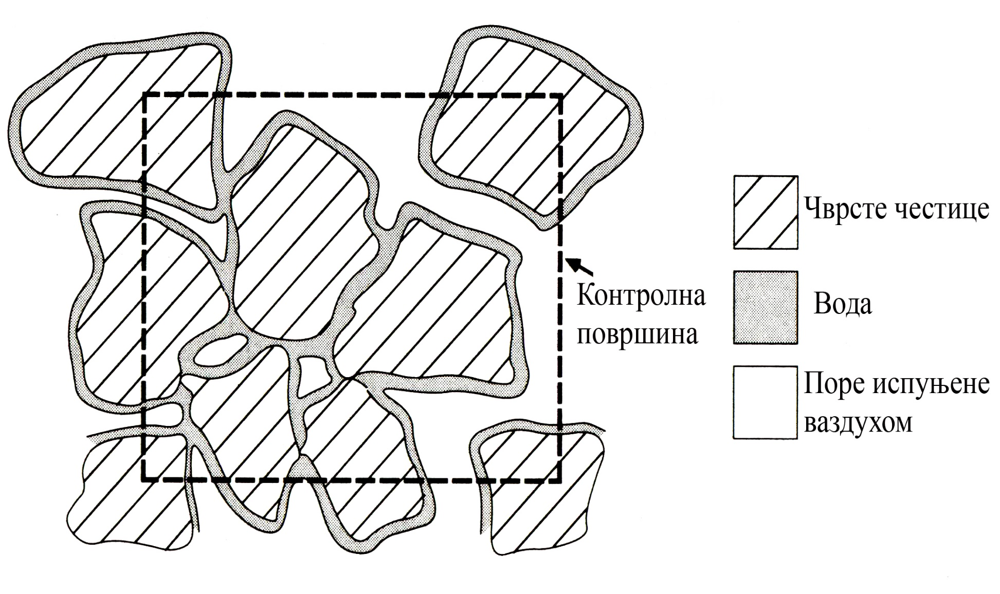 Чврсте честице
Контролна
површина
Вода
Поре испуњене
ваздухом